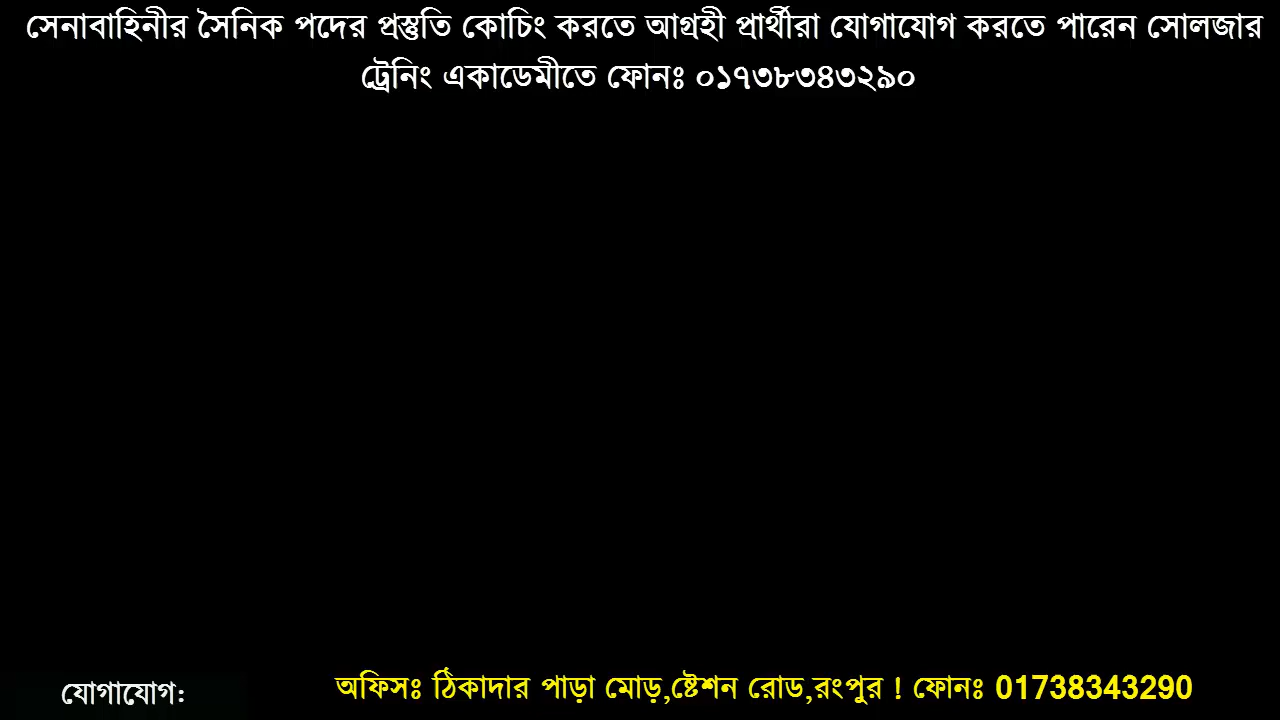 সেনাবাহিনীর সৈনিক পদের প্রস্তুতি কোচিং করতে আগ্রহী প্রার্থীরা যোগাযোগ করতে পারেন সোলজার
ট্রেনিং একাডেমীতে ফোনঃ ০১৭৩৮৩৪৩২৯০
যোগাযোগ:
অফিসঃ ঠিকাদার পাড়া মোড়,ষ্টেশন রোড,রংপুর ! ফোনঃ 01738343290